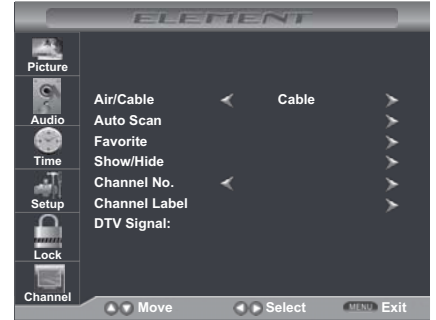 ELEMENT
Picture
Audio
Time
Setup
Lock
Channel
Air/Cable Cable
Auto Scan
Favorite
Show/Hide
Channel No.
Channel Label
DTV Signal:
Move Select MENU Exit